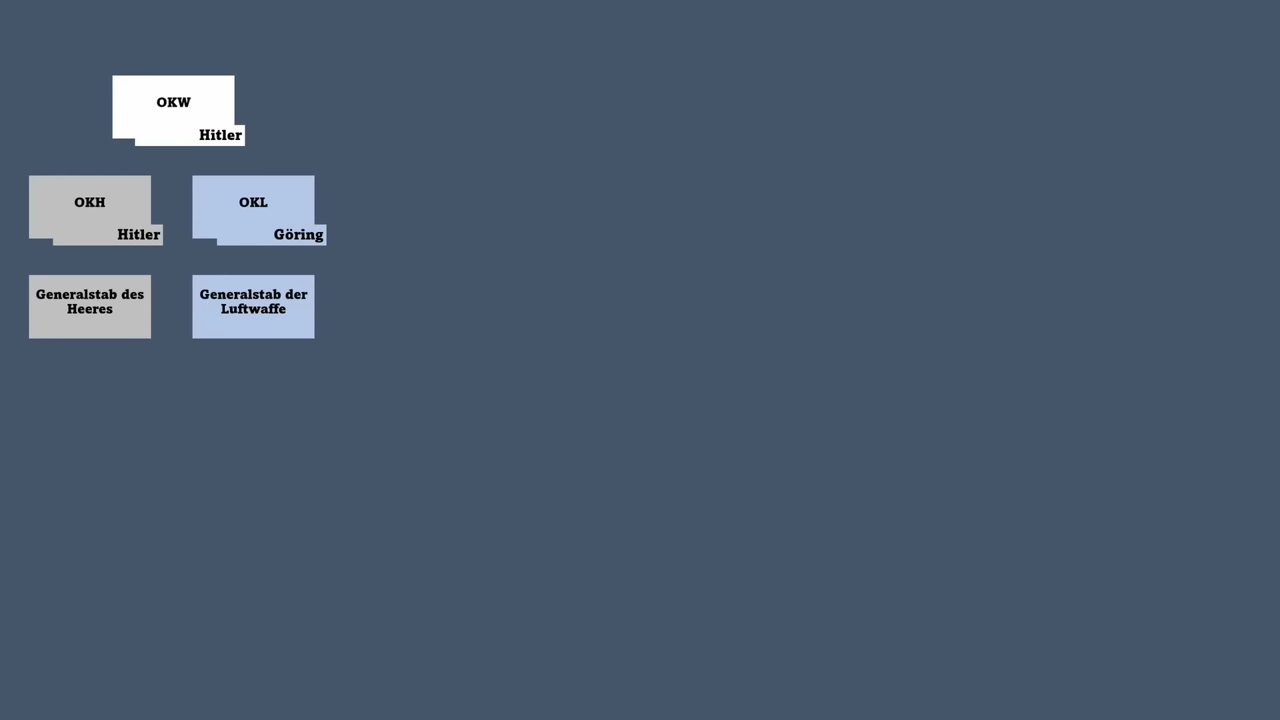 OKW
Hitler
OKH
Hitler
OKL
Göring
Generalstab des
Heeres
Generalstab der
Luftwaffe